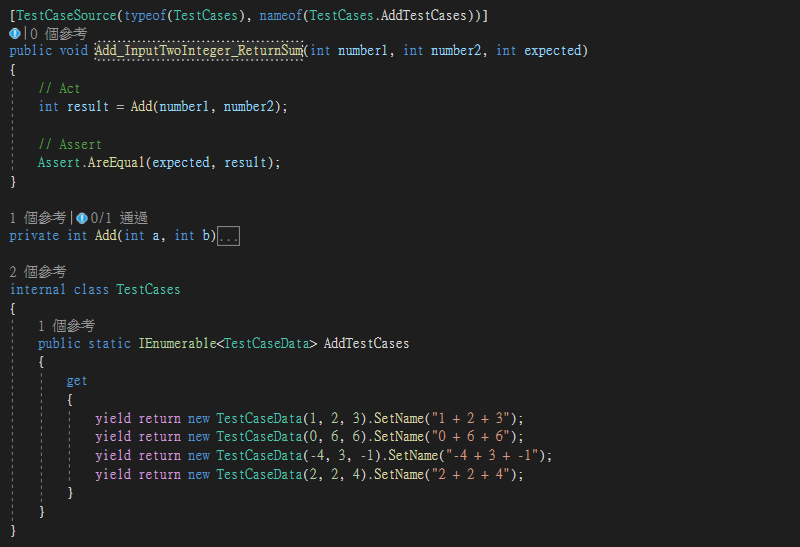 [TestCaseSource(typeof(TestCases), nameof(TestCases.AddTestCases))]
|0 個參考
public void Add_InputTwoInteger_ReturnSum(int number1, int number2, int expected)
{
// Act
int result = Add(number1, number2);
// Assert
Assert.AreEqual(expected, result);
}
1 個參考|0/1 通過
private int Add(int a, int b)...
2 個參考
internal class TestCases
{
1 個參考
public static IEnumerable<TestCaseData> AddTestCases
{
get
{
yield return new TestCaseData(1, 2, 3).SetName("1 + 2 + 3");
yield return new TestCaseData(0, 6, 6).SetName("0 + 6 + 6");
yield return new TestCaseData(-4, 3, -1).SetName("-4 + 3 + -1");
yield return new TestCaseData(2, 2, 4).SetName("2 + 2 + 4");
}
}
}